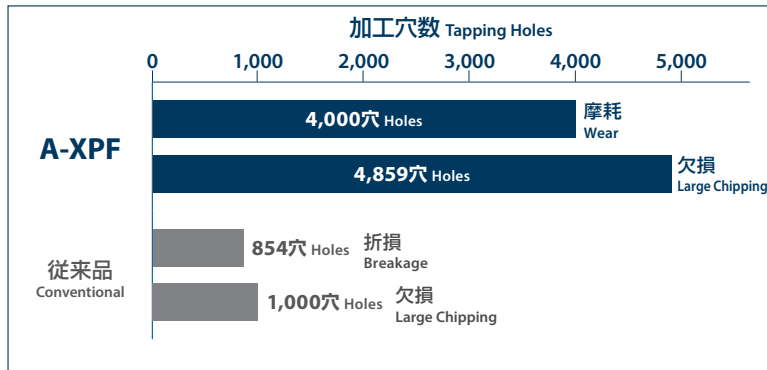 加工穴数 Tapping Holes
0 1,000 2,000 3,000 4,000 5,000
A-XPF
4,000穴 Holes
摩耗
Wear
4,859穴 Holes
欠損
Large Chipping
従来品
Conventional
854穴 Holes
折損
Breakage
1,000穴 Holes
欠損
Large Chipping